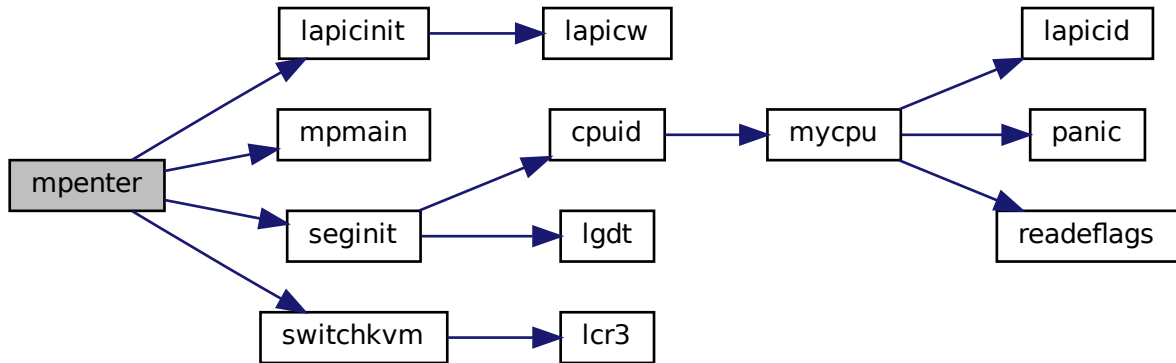 lapicinit
lapicw
lapicid
mpmain
cpuid
mycpu
panic
mpenter
seginit
lgdt
readeflags
switchkvm
lcr3